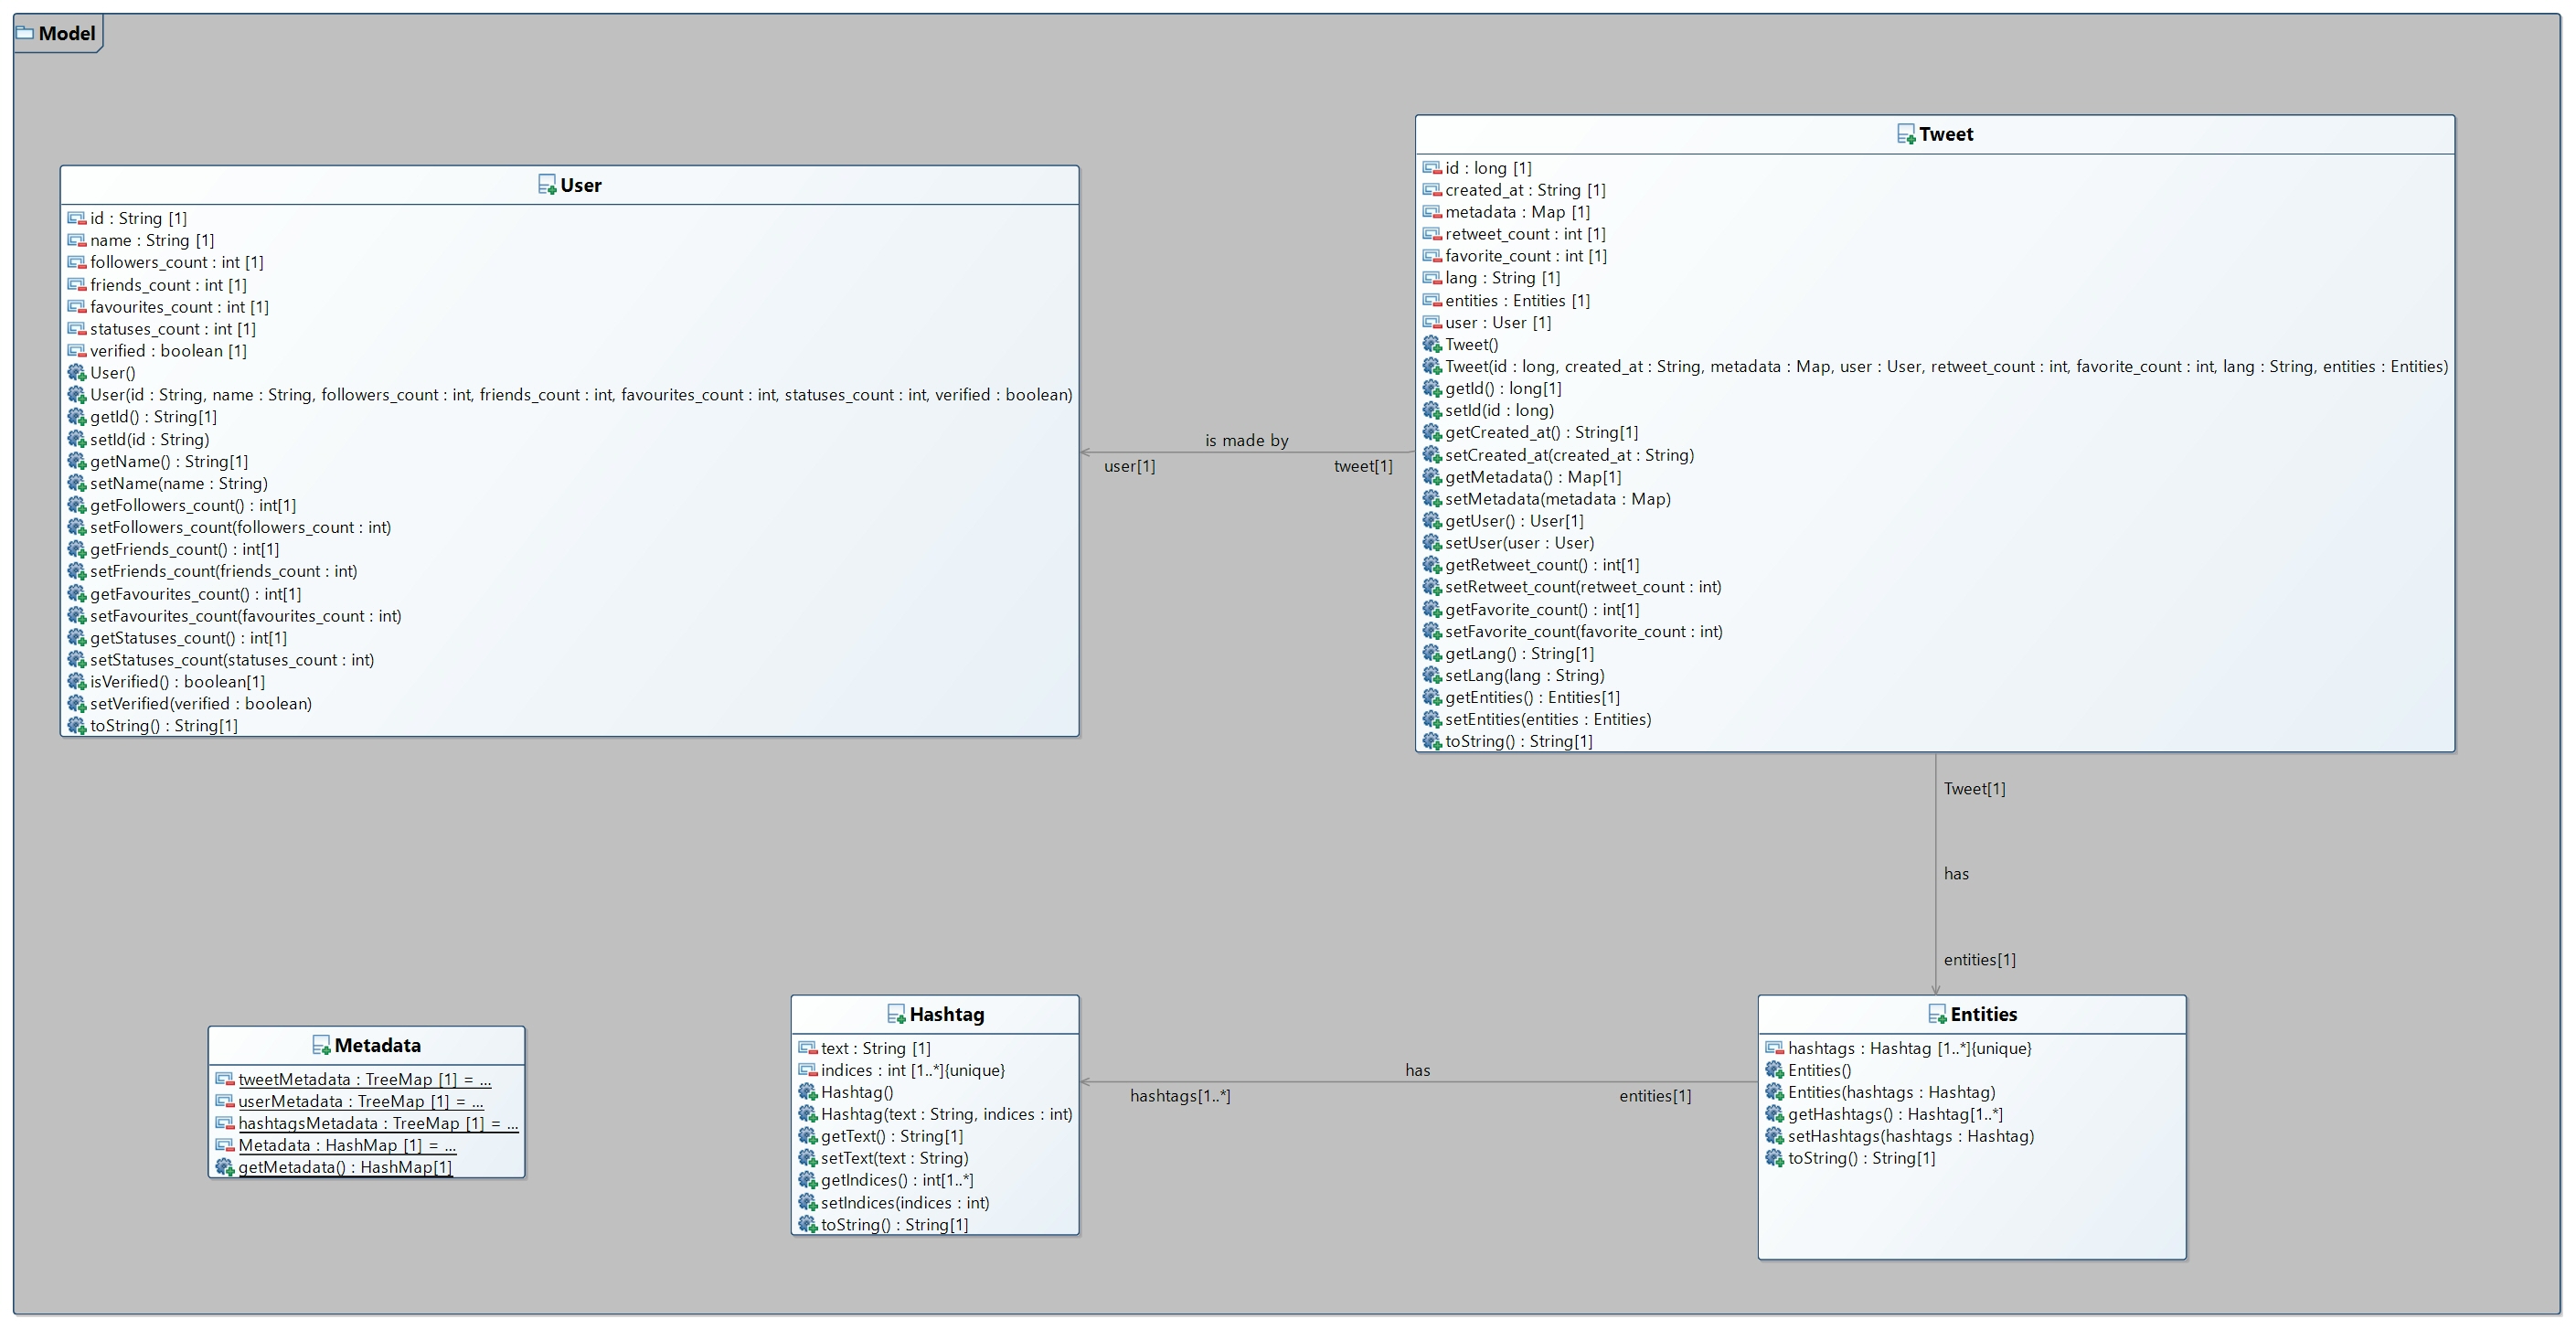 Model
User
id : String [1]
name : String [1]
followers_count : int [1]
friends_count : int [1]
favourites_count : int [1]
statuses_count : int [1]
verified : boolean [1]
User()
User(id : String, name : String, followers_count : int, friends_count : int, favourites_count : int, statuses_count : int, verified : boolean)
getId() : String[1]
setId(id : String)
getName() : String[1]
setName(name : String)
getFollowers_count() : int[1]
setFollowers_count(followers_count : int)
getFriends_count() : int[1]
setFriends_count(friends_count : int)
getFavourites_count() : int[1]
setFavourites_count(favourites_count : int)
getStatuses_count() : int[1]
setStatuses_count(statuses_count : int)
isVerified() : boolean[1]
setVerified(verified : boolean)
toString() : String[1]
is made by
user[1]
tweet[1]
Tweet
id : long [1]
created_at : String [1]
metadata : Map [1]
retweet_count : int [1]
favorite_count : int [1]
lang : String [1]
entities : Entities [1]
user : User [1]
Tweet()
Tweet(id : long, created_at : String, metadata : Map, user : User, retweet_count : int, favorite_count : int, lang : String, entities : Entities)
getId() : long[1]
setId(id : long)
getCreated_at() : String[1]
setCreated_at(created_at : String)
getMetadata() : Map[1]
setMetadata(metadata : Map)
getUser() : User[1]
setUser(user : User)
getRetweet_count() : int[1]
setRetweet_count(retweet_count : int)
getFavorite_count() : int[1]
setFavorite_count(favorite_count : int)
getLang() : String[1]
setLang(lang : String)
getEntities() : Entities[1]
setEntities(entities : Entities)
toString() : String[1]
Tweet[1]
has
entities[1]
Metadata
tweetMetadata : TreeMap [1] = ...
userMetadata : TreeMap [1] = ...
hashtagsMetadata : TreeMap [1] = ...
Metadata : HashMap [1] = ...
getMetadata() : HashMap[1]
Hashtag
text : String [1]
indices : int [1..*]{unique}
Hashtag()
Hashtag(text : String, indices : int)
getText() : String[1]
setText(text : String)
getIndices() : int[1..*]
setIndices(indices : int)
toString() : String[1]
has
hashtags[1..*]
entities[1]
Entities
hashtags : Hashtag [1..*]{unique}
Entities()
Entities(hashtags : Hashtag)
getHashtags() : Hashtag[1..*]
setHashtags(hashtags : Hashtag)
toString() : String[1]